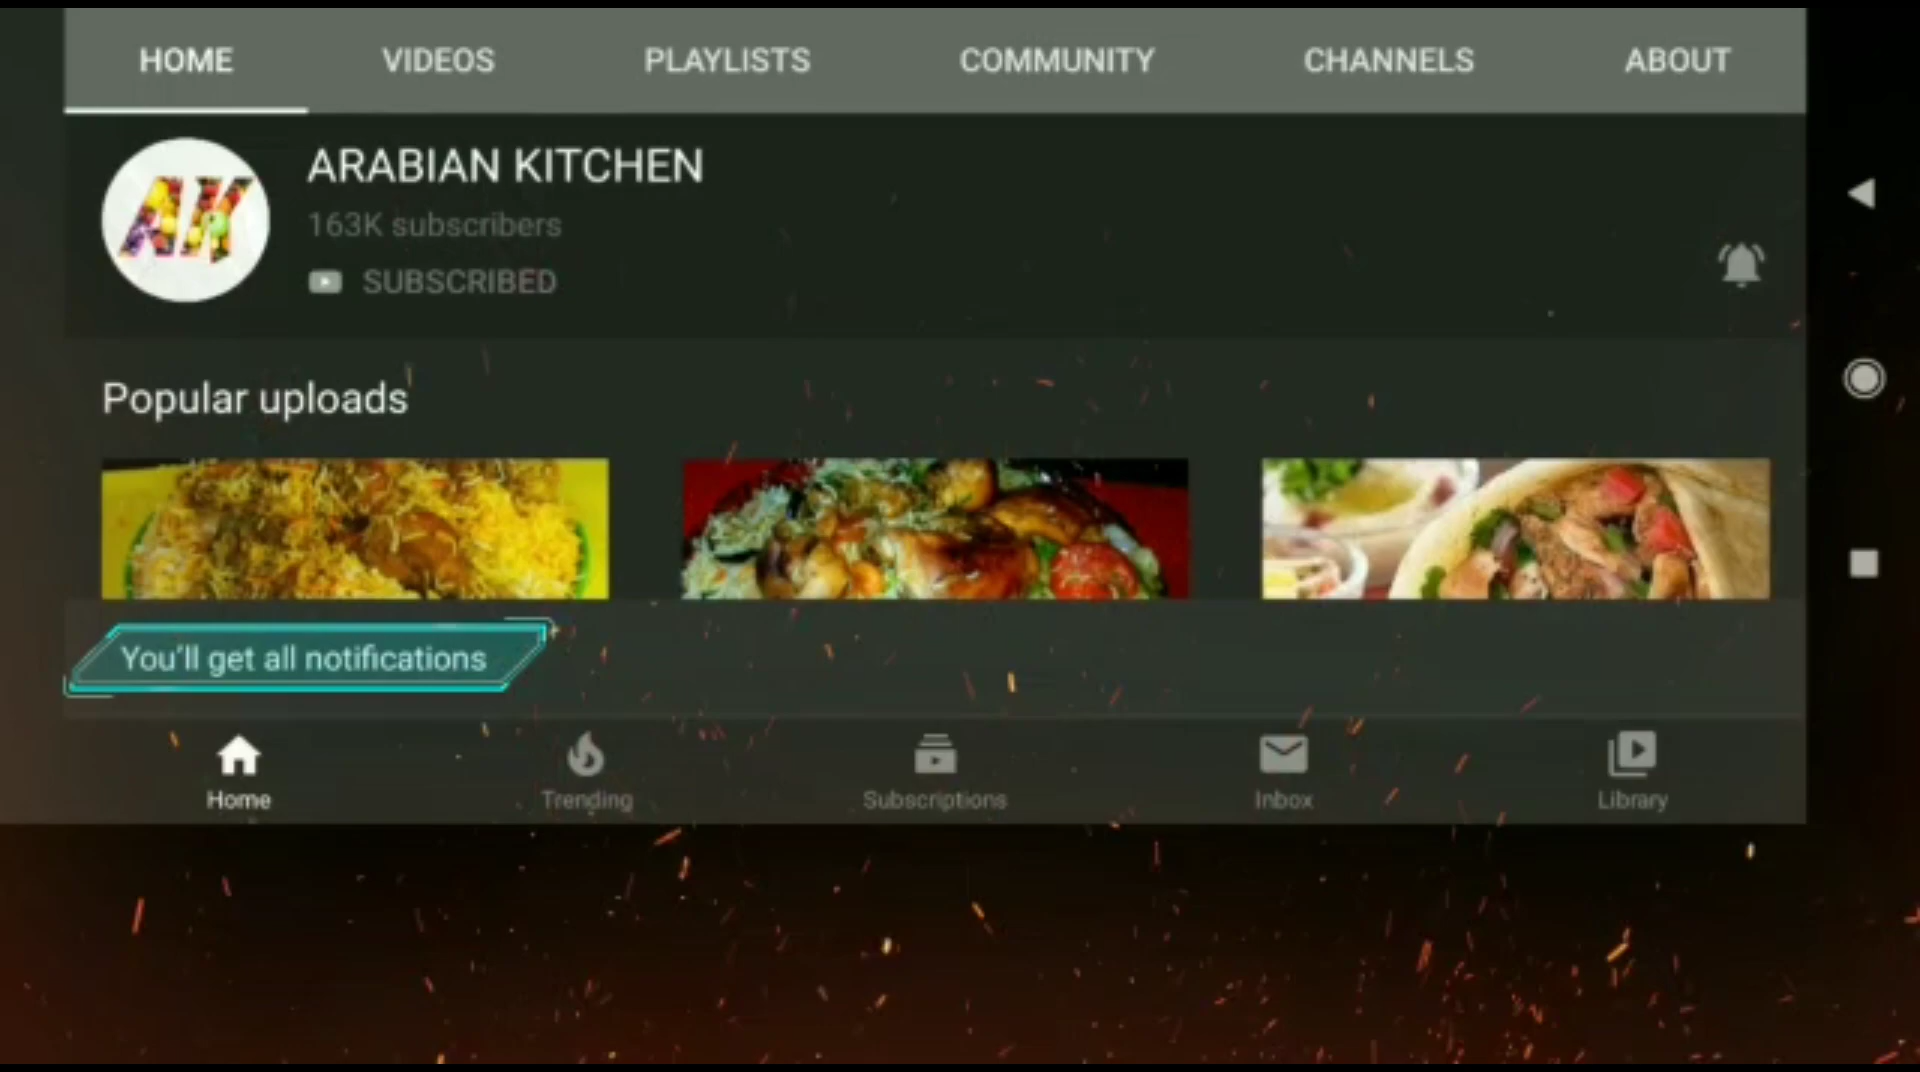 HOME VIDEOS PLAYLISTS COMMUNITY CHANNELS ABOUT
AK
ARABIAN KITCHEN
163K subscribers
SUBSCRIBED
Popular uploads
You'll get all notifications
Home Trending Subscriptions Inbox Library